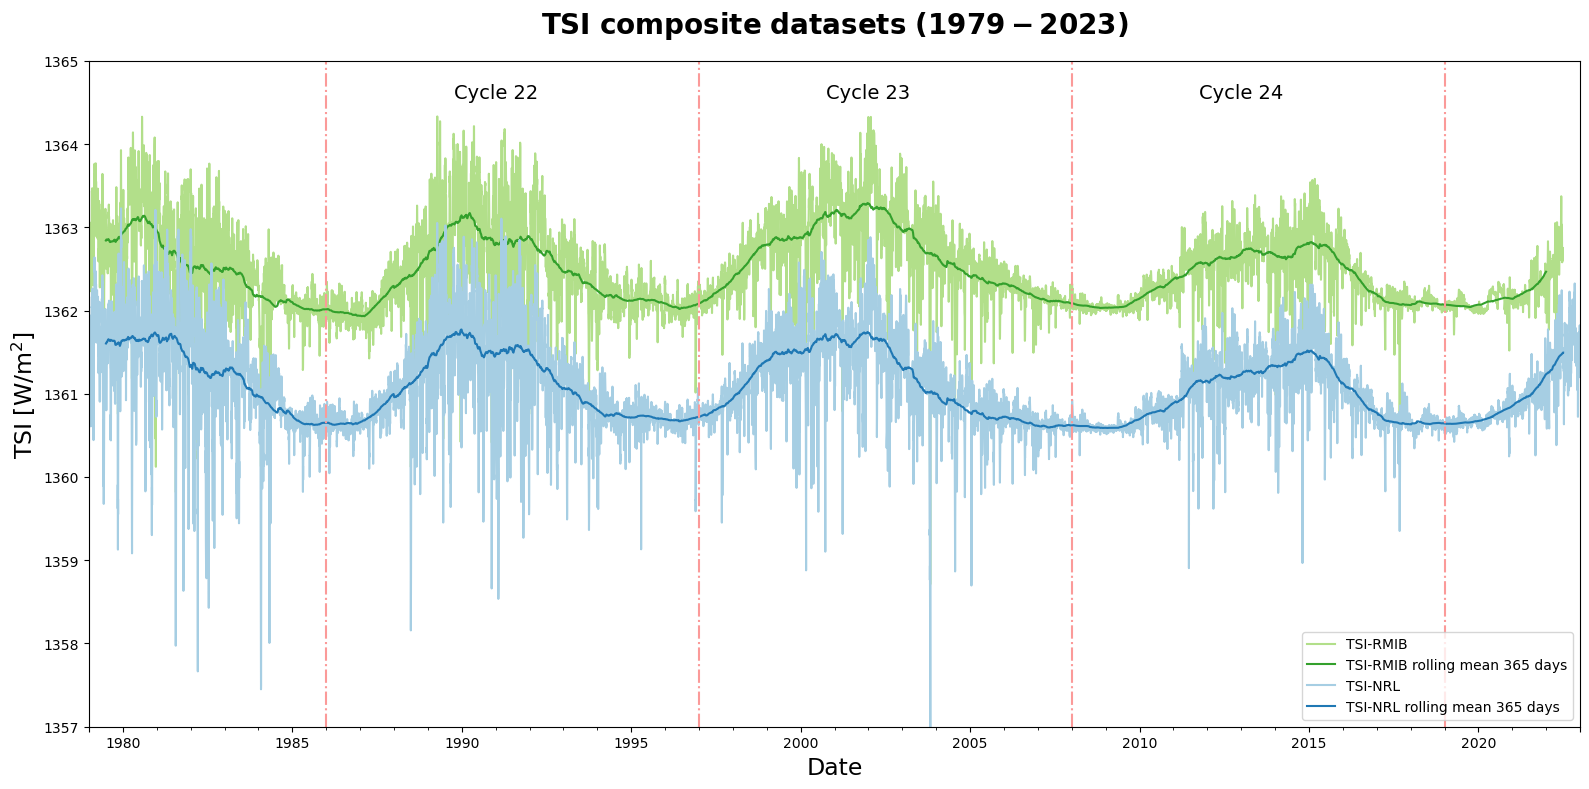 TSI composite datasets (1979 − 2023)
1365
1364
1363
1362
1361
1360
1359
1358
1357
TSI [W/m²]
Cycle 22
Cycle 23
Cycle 24
TSI-RMIB
TSI-RMIB rolling mean 365 days
TSI-NRL
TSI-NRL rolling mean 365 days
1980 1985 1990 1995 2000 2005 2010 2015 2020
Date